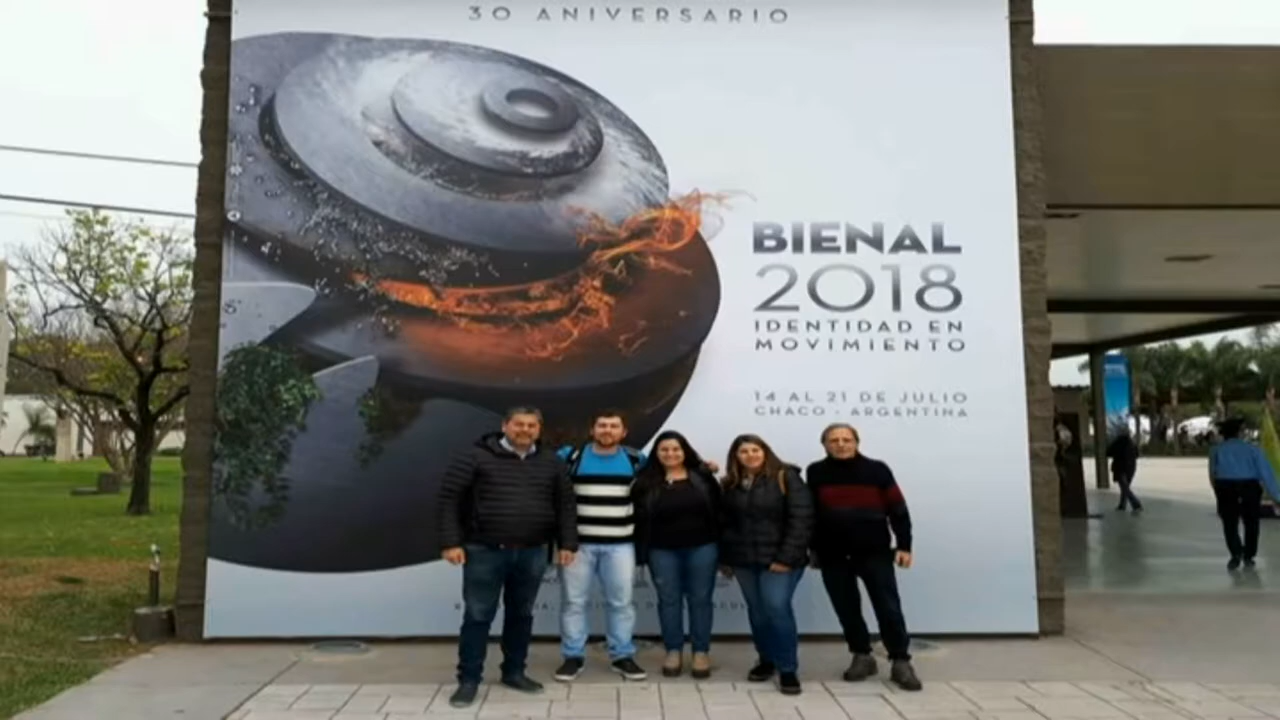 30 ANIVERSARIO
BIENAL
2018
IDENTIDAD EN
MOVIMIENTO
14 AL 21 DE JULIO
CHACO - ARGENTINA